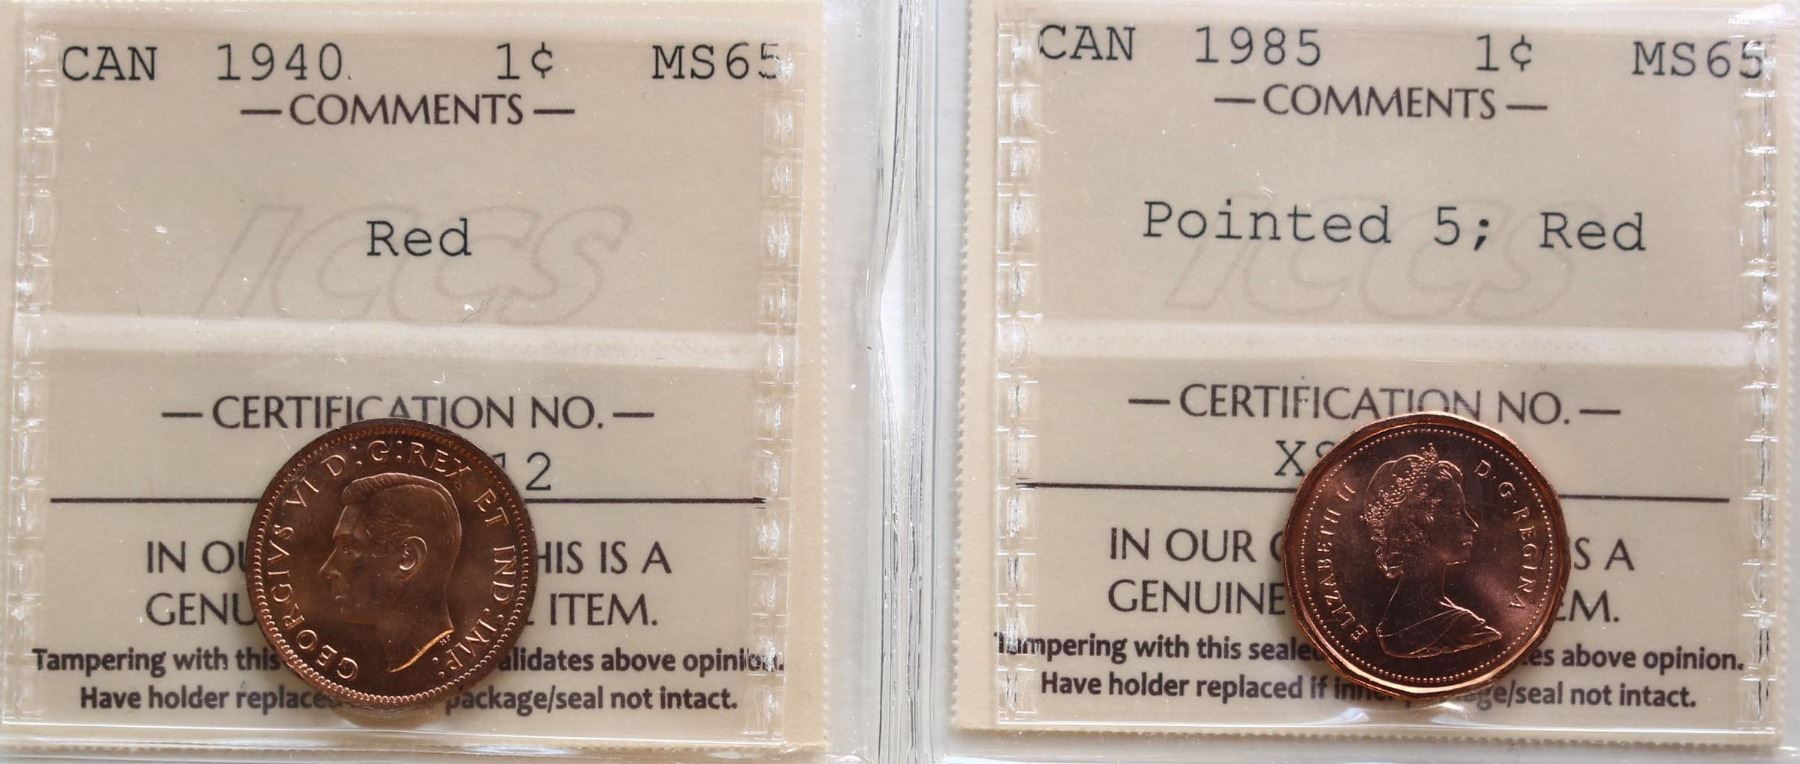 CAN 1940 1¢ MS65
— COMMENTS —
Red
ICCS
— CERTIFICATION NO. —
12
IN OU HIS IS A
GENU ITEM.
Tampering with this alidates above opinion.
Have holder replace package/seal not intact.
GEORGIVS VI D:G:REX ET IND:IMP:
CAN 1985 1¢ MS65
— COMMENTS —
Pointed 5; Red
ICCS
— CERTIFICATION NO. —
IN OUR S A
GENUINE EM.
Tampering with this seale es above opinion.
Have holder replaced if inn ge/seal not intact.
ELIZABETH II D·G·REGINA